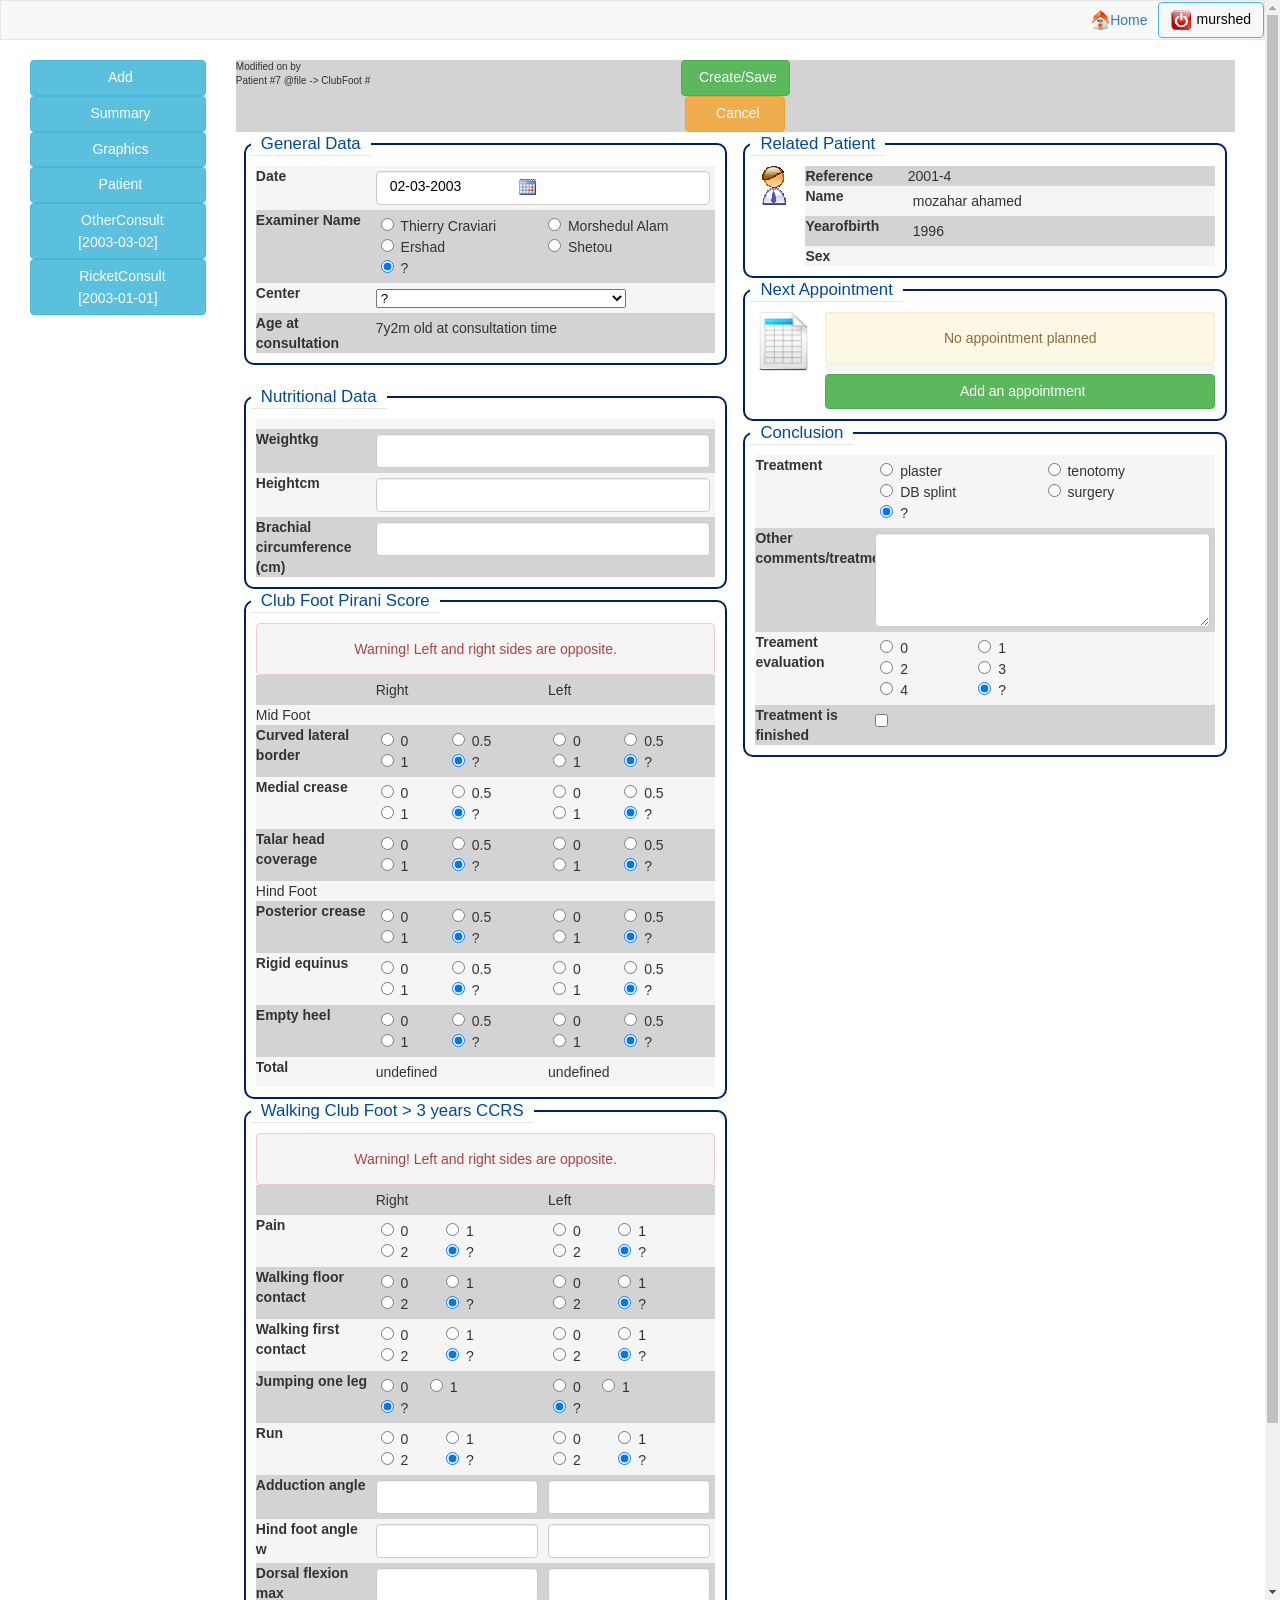 Home murshed
Add
Summary
Graphics
Patient
OtherConsult
[2003-03-02]
RicketConsult
[2003-01-01]
Modified on by
Patient #7 @file -> ClubFoot #
Create/Save
Cancel
General Data
Date 02-03-2003
Examiner Name Thierry Craviari Morshedul Alam
Ershad Shetou
?
Center ?
Age at
consultation
7y2m old at consultation time
Nutritional Data
Weightkg
Heightcm
Brachial
circumference
(cm)
Club Foot Pirani Score
Warning! Left and right sides are opposite.
Right Left
Mid Foot
Curved lateral
border
0 0.5 0 0.5
1 ? 1 ?
Medial crease 0 0.5 0 0.5
1 ? 1 ?
Talar head
coverage
0 0.5 0 0.5
1 ? 1 ?
Hind Foot
Posterior crease 0 0.5 0 0.5
1 ? 1 ?
Rigid equinus 0 0.5 0 0.5
1 ? 1 ?
Empty heel 0 0.5 0 0.5
1 ? 1 ?
Total undefined undefined
Walking Club Foot > 3 years CCRS
Warning! Left and right sides are opposite.
Right Left
Pain 0 1 0 1
2 ? 2 ?
Walking floor
contact
0 1 0 1
2 ? 2 ?
Walking first
contact
0 1 0 1
2 ? 2 ?
Jumping one leg 0 1 0 1
? ?
Run 0 1 0 1
2 ? 2 ?
Adduction angle
Hind foot angle
w
Dorsal flexion
max
Related Patient
Reference 2001-4
Name mozahar ahamed
Yearofbirth 1996
Sex
Next Appointment
No appointment planned
Add an appointment
Conclusion
Treatment plaster tenotomy
DB splint surgery
?
Other
comments/treatme
Treament
evaluation
0 1
2 3
4 ?
Treatment is
finished